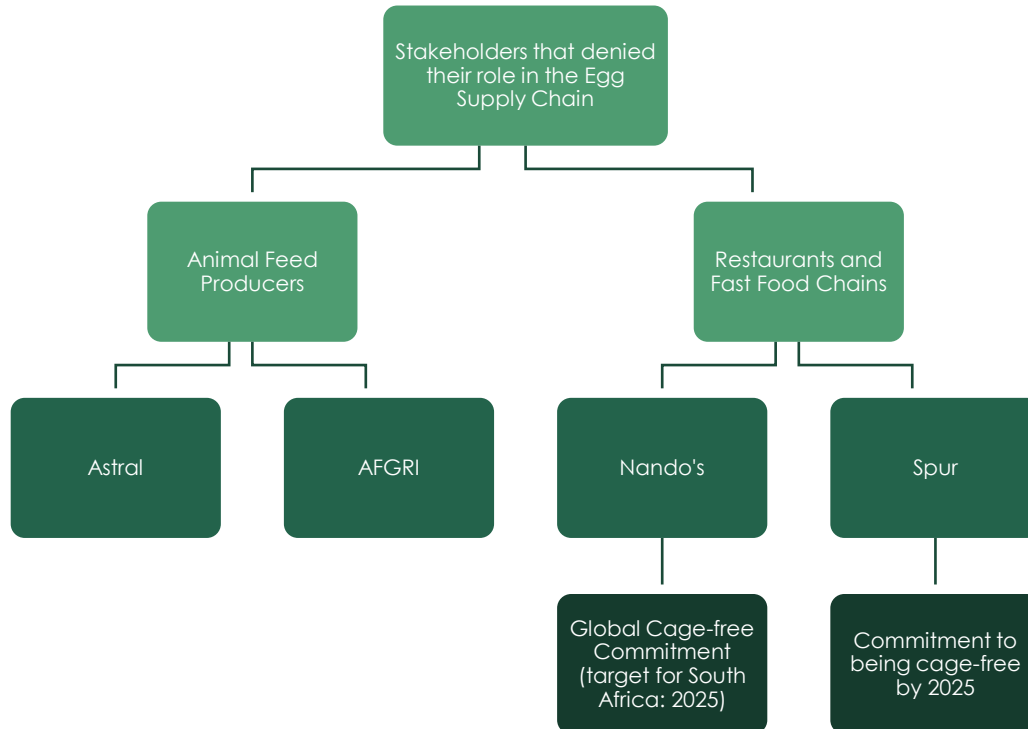 Stakeholders that denied
their role in the Egg
Supply Chain
Animal Feed
Producers
Restaurants and
Fast Food Chains
Astral
AFGRI
Nando's
Spur
Global Cage-free
Commitment
(target for South
Africa: 2025)
Commitment to
being cage-free
by 2025